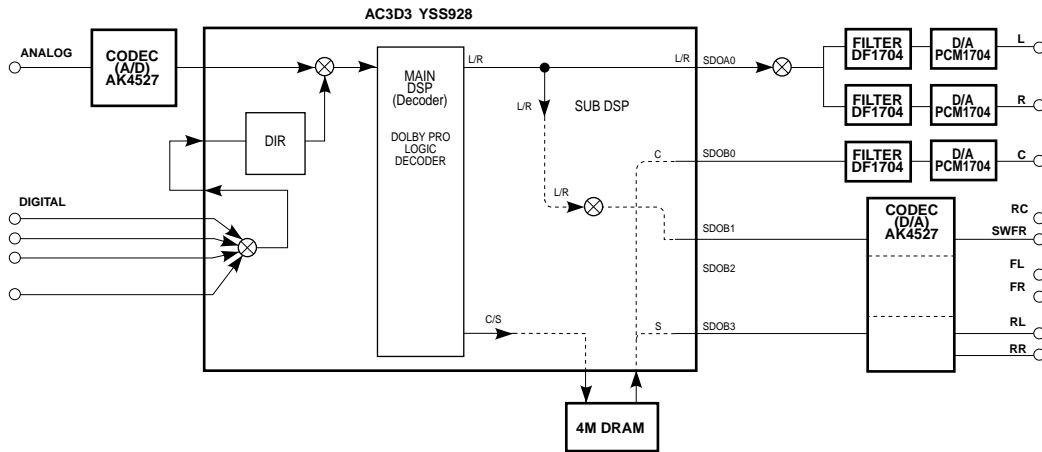 AC3D3 YSS928
ANALOG
CODEC
(A/D)
AK4527
MAIN
DSP
(Decoder)
DOLBY PRO
LOGIC
DECODER
DIR
DIGITAL
L/R
L/R
SUB DSP
L/R
L/R
SDOA0
C
SDOB0
SDOB1
SDOB2
C/S
S
SDOB3
4M DRAM
FILTER
DF1704
D/A
PCM1704
L
FILTER
DF1704
D/A
PCM1704
R
FILTER
DF1704
D/A
PCM1704
C
CODEC
(D/A)
AK4527
RC
SWFR
FL
FR
RL
RR